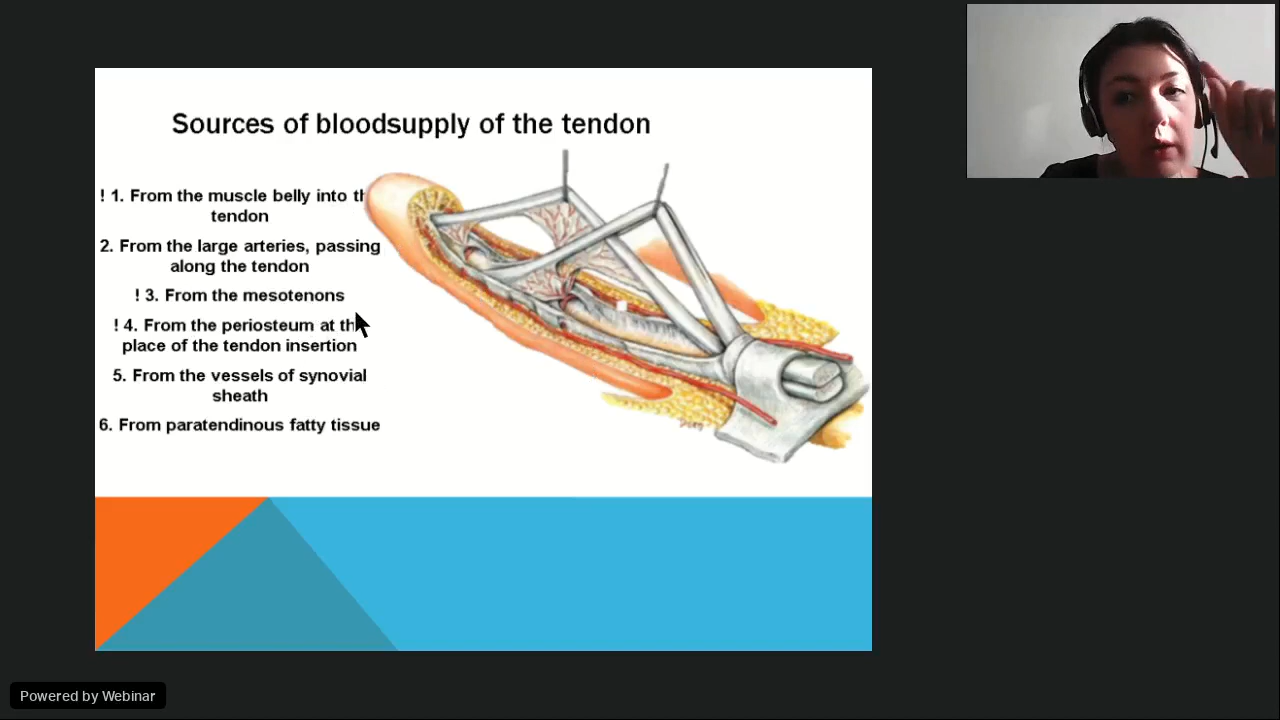 Sources of bloodsupply of the tendon
! 1. From the muscle belly into th
tendon
2. From the large arteries, passing
along the tendon
! 3. From the mesotenons
! 4. From the periosteum at th
place of the tendon insertion
5. From the vessels of synovial
sheath
6. From paratendinous fatty tissue
Powered by Webinar